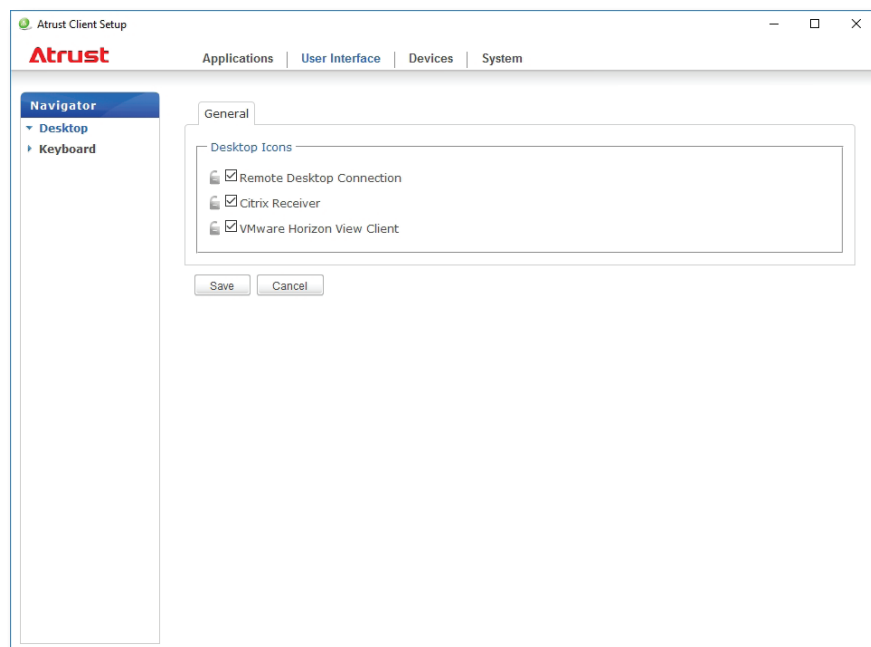 Atrust Client Setup
Atrust
Applications User Interface Devices System
Navigator
Desktop
Keyboard
General
Desktop Icons
Remote Desktop Connection
Citrix Receiver
VMware Horizon View Client
Save Cancel